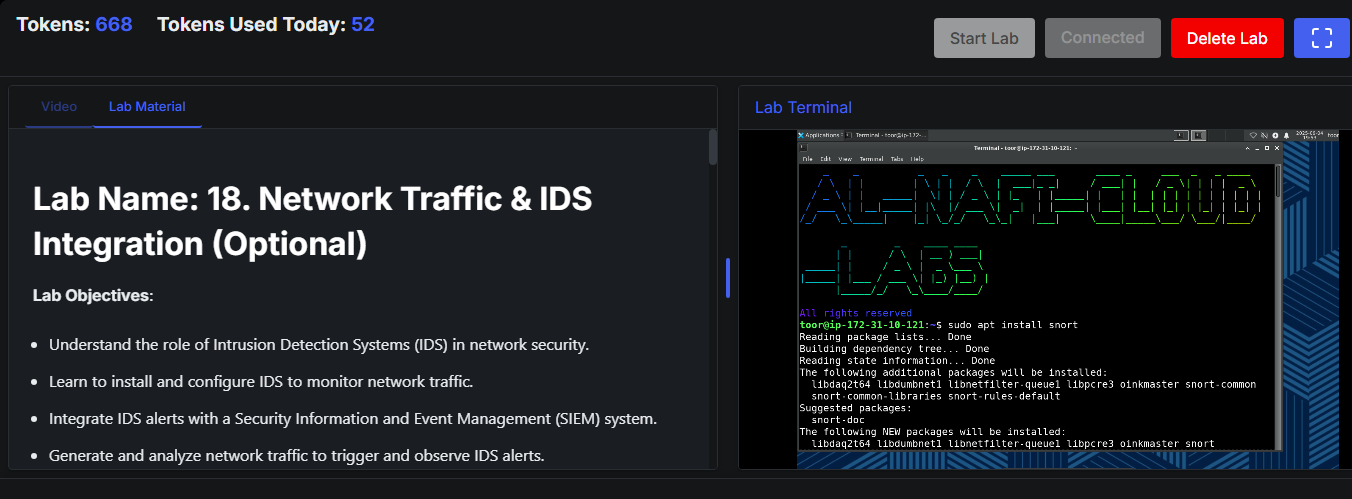 Tokens: 668 Tokens Used Today: 52
Start Lab
Connected
Delete Lab
Video
Lab Material
Lab Name: 18. Network Traffic & IDS
Integration (Optional)
Lab Objectives:
Understand the role of Intrusion Detection Systems (IDS) in network security.
Learn to install and configure IDS to monitor network traffic.
Integrate IDS alerts with a Security Information and Event Management (SIEM) system.
Generate and analyze network traffic to trigger and observe IDS alerts.
Lab Terminal
Applications
Terminal - toor@ip-172-...
toor
Terminal - toor@ip-172-31-10-121: ~
File Edit View Terminal Tabs Help
AL-NAFI-CLOUD
-LABS
All rights reserved
toor@ip-172-31-10-121:~$ sudo apt install snort
Reading package lists... Done
Building dependency tree... Done
Reading state information... Done
The following additional packages will be installed:
libdaq2t64 libdumbnet1 libnetfilter-queue1 libpcre3 oinkmaster snort-common
snort-common-libraries snort-rules-default
Suggested packages:
snort-doc
The following NEW packages will be installed:
libdaq2t64 libdumbnet1 libnetfilter-queue1 libpcre3 oinkmaster snort